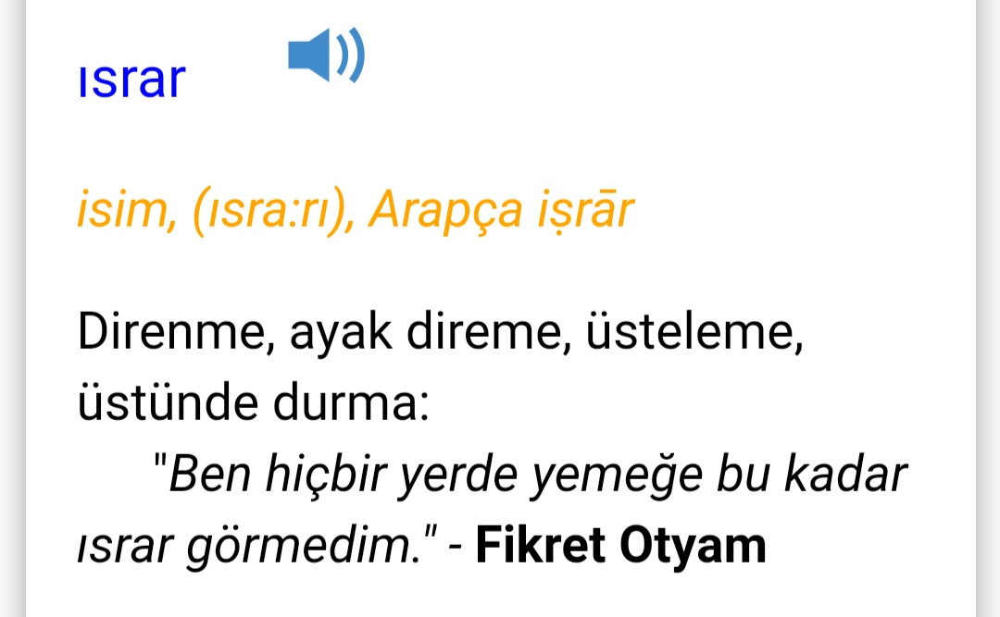 ısrar
isim, (ısra:rı), Arapça iṣrār
Direnme, ayak direme, üsteleme,
üstünde durma:
"Ben hiçbir yerde yemeğe bu kadar
ısrar görmedim." - Fikret Otyam